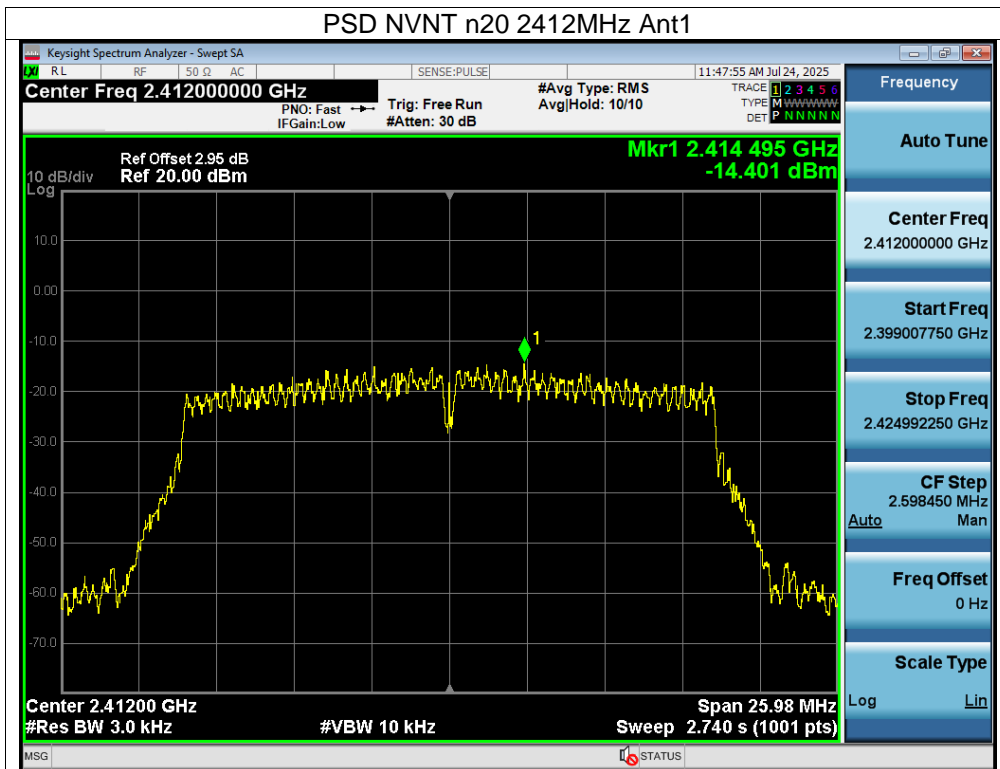 PSD NVNT n20 2412MHz Ant1
Keysight Spectrum Analyzer - Swept SA
LXI RL RF 50 Ω AC SENSE:PULSE 11:47:55 AM Jul 24, 2025
Center Freq 2.412000000 GHz #Avg Type: RMS TRACE 1 2 3 4 5 6
PNO: Fast Trig: Free Run Avg|Hold: 10/10 TYPE M WWWWW
IFGain:Low #Atten: 30 dB DET P N N N N N
Mkr1 2.414 495 GHz
-14.401 dBm
Ref Offset 2.95 dB
10 dB/div Ref 20.00 dBm
Log
10.0
0.00
-10.0
1
-20.0
-30.0
-40.0
-50.0
-60.0
-70.0
Center 2.41200 GHz Span 25.98 MHz
#Res BW 3.0 kHz #VBW 10 kHz Sweep 2.740 s (1001 pts)
MSG STATUS
Frequency
Auto Tune
Center Freq
2.412000000 GHz
Start Freq
2.399007750 GHz
Stop Freq
2.424992250 GHz
CF Step
2.598450 MHz
Auto Man
Freq Offset
0 Hz
Scale Type
Log Lin